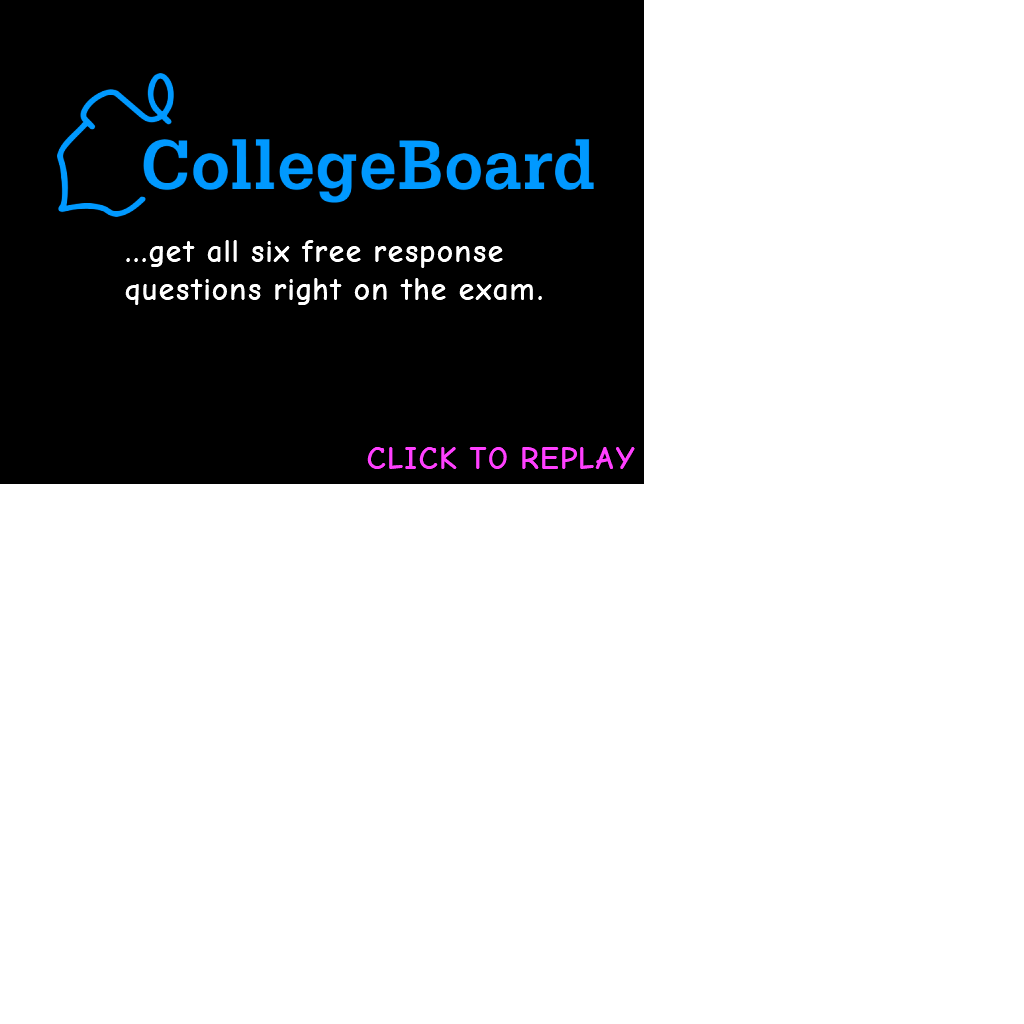 CollegeBoard
...get all six free response
questions right on the exam.
CLICK TO REPLAY